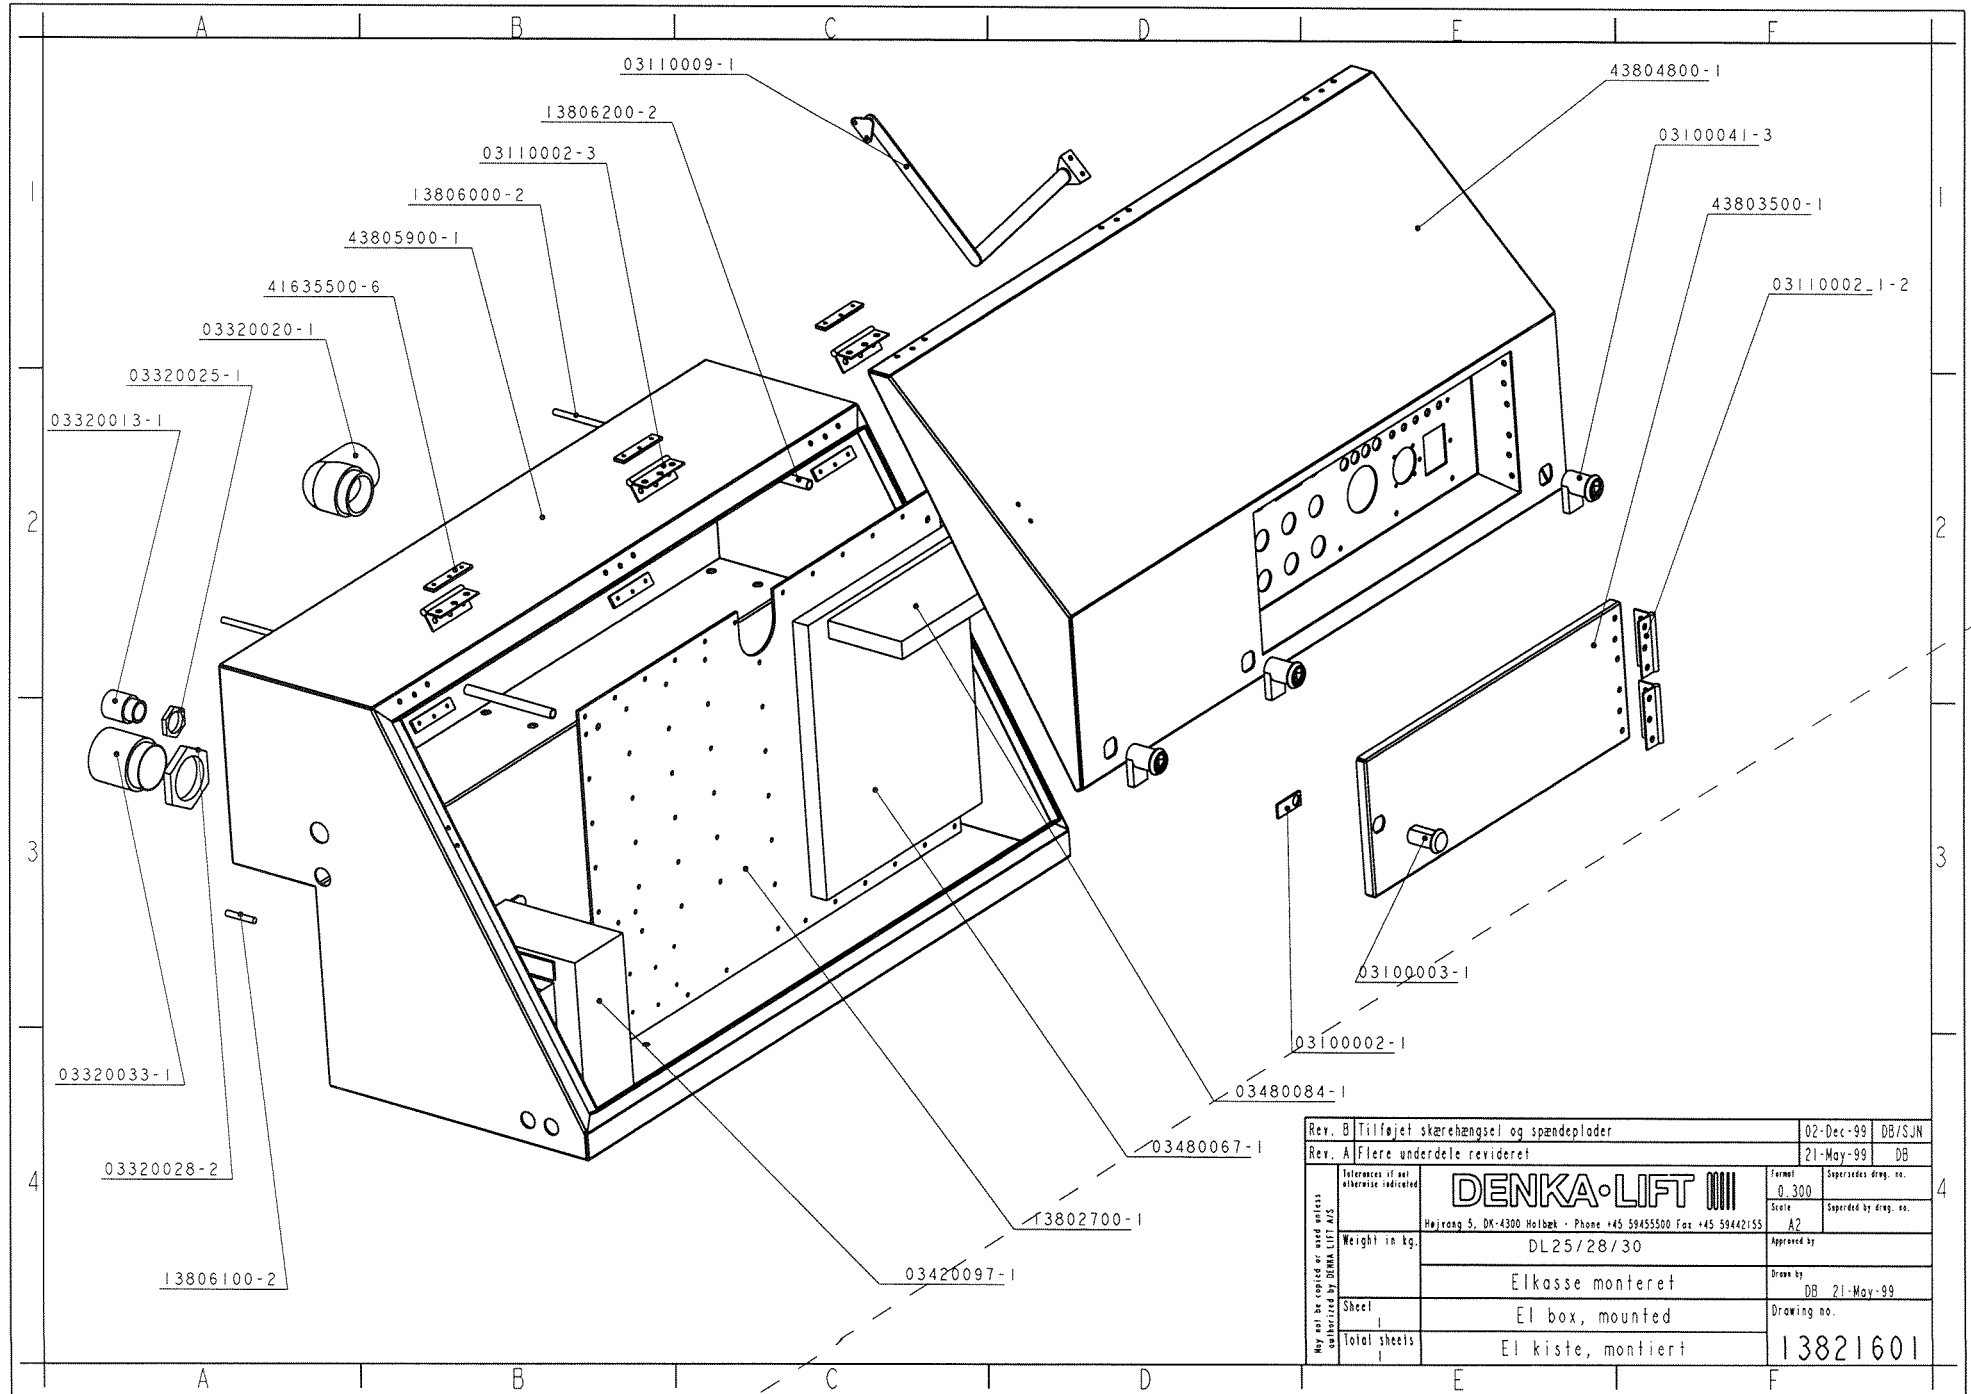 A B C D E F
03110009-1
43804800-1
13806200-2
03100041-3
03110002-3
13806000-2
43803500-1
1 1
43805900-1
41635500-6
03110002_1-2
03320020-1
03320025-1
03320013-1
2 2
3 3
03100003-1
03100002-1
03320033-1
03480084-1
03480067-1
03320028-2
4 4
13802700-1
03420097-1
13806100-2
Rev. B Tilføjet skærehængsel og spændeplader 02-Dec-99 DB/SJN
Rev. A Flere underdele revideret 21-May-99 DB
May not be copied or used unless
authorized by DENKA LIFT A/S
Tolerances if not
otherwise indicated
DENKA•LIFT
Højvang 5, DK-4300 Holbæk - Phone +45 59455500 Fax +45 59442155
Format
0.300
Supersedes drwg. no.
Scale
A2
Superded by drwg. no.
Weight in kg.
DL25/28/30
Approved by
Elkasse monteret
Drawn by
DB 21-May-99
Sheet
1
El box, mounted
Drawing no.
13821601
Total sheets
1
El kiste, montiert
A B C D E F